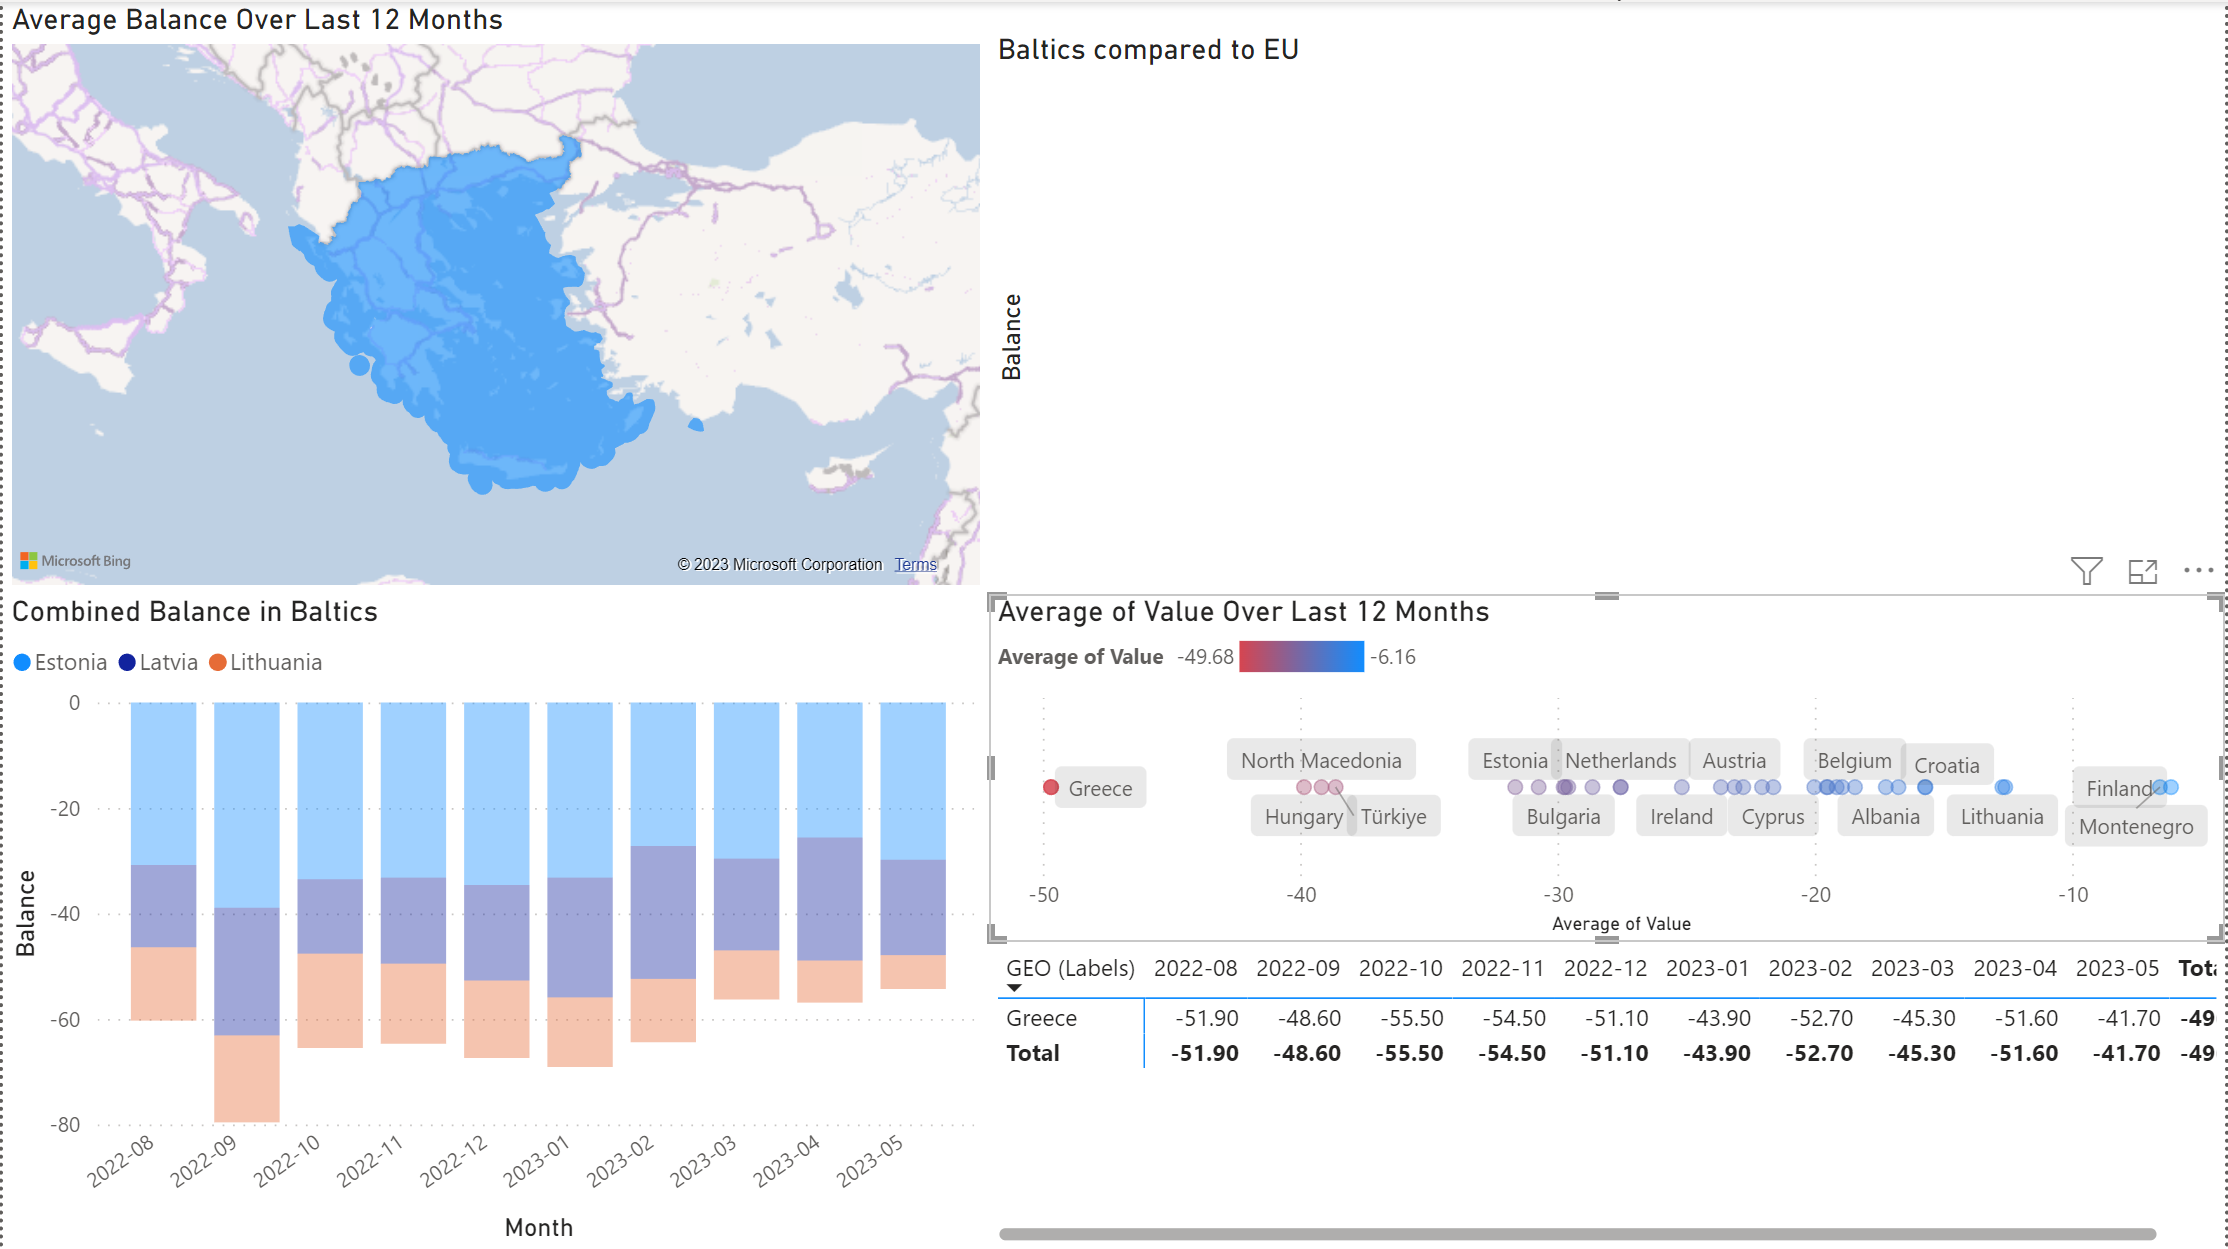 Average Balance Over Last 12 Months
Microsoft Bing
© 2023 Microsoft Corporation Terms
Baltics compared to EU
Balance
Combined Balance in Baltics
Estonia Latvia Lithuania
Balance
0
-20
-40
-60
-80
2022-08 2022-09 2022-10 2022-11 2022-12 2023-01 2023-02 2023-03 2023-04 2023-05
Month
Average of Value Over Last 12 Months
Average of Value -49.68 -6.16
North Macedonia Estonia Netherlands Austria Belgium Croatia
Greece Finland
Hungary Türkiye Bulgaria Ireland Cyprus Albania Lithuania Montenegro
-50 -40 -30 -20 -10
Average of Value
GEO (Labels) 2022-08 2022-09 2022-10 2022-11 2022-12 2023-01 2023-02 2023-03 2023-04 2023-05
Greece -51.90 -48.60 -55.50 -54.50 -51.10 -43.90 -52.70 -45.30 -51.60 -41.70 -49
Total -51.90 -48.60 -55.50 -54.50 -51.10 -43.90 -52.70 -45.30 -51.60 -41.70 -49